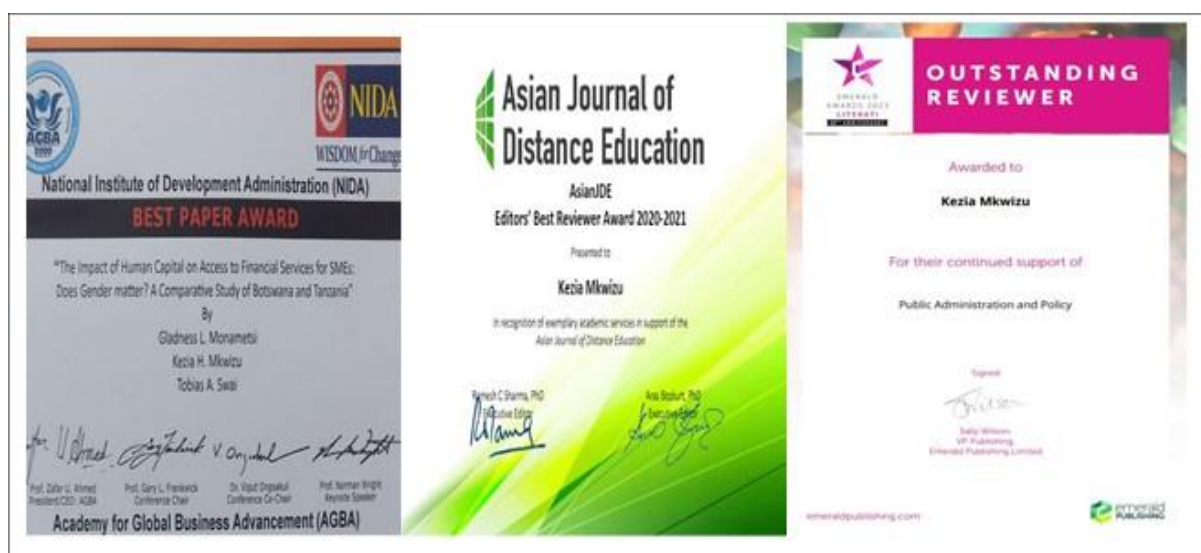 AGBA
2000
NIDA
WISDOM for Change
National Institute of Development Administration (NIDA)
BEST PAPER AWARD
"The Impact of Human Capital on Access to Financial Services for SMEs:
Does Gender matter? A Comparative Study of Botswana and Tanzania"
By
Gladness L. Monametsi
Kezia H. Mkwizu
Tobias A. Swai
Prof. Zafar U. Ahmed
President/CEO: AGBA
Prof. Gary L. Frankwick
Conference Chair
Dr. Viput Ongsakul
Conference Co-Chair
Prof. Norman Wright
Keynote Speaker
Academy for Global Business Advancement (AGBA)
Asian Journal of
Distance Education
AsianJDE
Editors' Best Reviewer Award 2020-2021
Presented to
Kezia Mkwizu
In recognition of exemplary academic services in support of the
Asian Journal of Distance Education
Ramesh C Sharma, PhD
Executive Editor
Aras Bozkurt, PhD
Executive Editor
EMERALD
AWARDS 2023
LITERATI
OUTSTANDING
REVIEWER
Awarded to
Kezia Mkwizu
For their continued support of
Public Administration and Policy
Signed
Sally Wilson
VP Publishing
Emerald Publishing Limited
emeraldpublishing.com
emerald
PUBLISHING